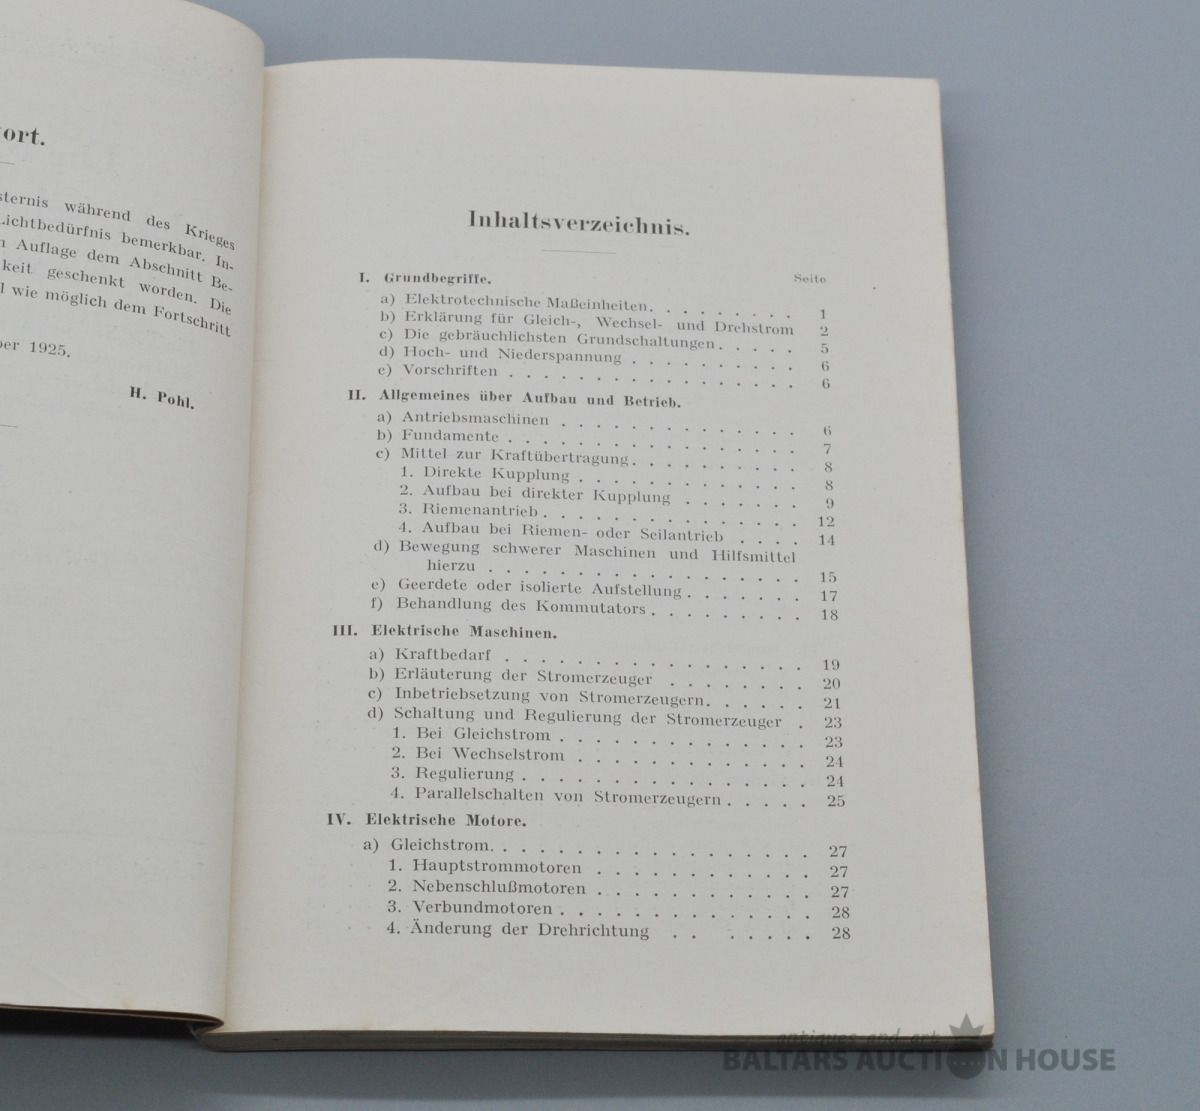 ort.
sternis während des Krieges
Lichtbedürfnis bemerkbar. In-
n Auflage dem Abschnitt Be-
keit geschenkt worden. Die
l wie möglich dem Fortschritt
ber 1925.
H. Pohl.
Inhaltsverzeichnis.
I. Grundbegriffe. Seite
a) Elektrotechnische Maßeinheiten. . . . . . . . . 1
b) Erklärung für Gleich-, Wechsel- und Drehstrom 2
c) Die gebräuchlichsten Grundschaltungen. . . . . 5
d) Hoch- und Niederspannung . . . . . . . . . . 6
e) Vorschriften . . . . . . . . . . . . . . . . 6
II. Allgemeines über Aufbau und Betrieb.
a) Antriebsmaschinen . . . . . . . . . . . . . 6
b) Fundamente . . . . . . . . . . . . . . . . 7
c) Mittel zur Kraftübertragung. . . . . . . . . . 8
1. Direkte Kupplung . . . . . . . . . . . . . 8
2. Aufbau bei direkter Kupplung . . . . . . . 9
3. Riemenantrieb . . . . . . . . . . . . . . . 12
4. Aufbau bei Riemen- oder Seilantrieb . . . . 14
d) Bewegung schwerer Maschinen und Hilfsmittel
hierzu . . . . . . . . . . . . . . . . . 15
e) Geerdete oder isolierte Aufstellung . . . . . . . 17
f) Behandlung des Kommutators . . . . . . . . . 18
III. Elektrische Maschinen.
a) Kraftbedarf . . . . . . . . . . . . . . . . 19
b) Erläuterung der Stromerzeuger . . . . . . . . 20
c) Inbetriebsetzung von Stromerzeugern. . . . . . 21
d) Schaltung und Regulierung der Stromerzeuger . 23
1. Bei Gleichstrom . . . . . . . . . . . . . . 23
2. Bei Wechselstrom . . . . . . . . . . . . . 24
3. Regulierung . . . . . . . . . . . . . . . . 24
4. Parallelschalten von Stromerzeugern . . . . . 25
IV. Elektrische Motore.
a) Gleichstrom. . . . . . . . . . . . . . . . . . 27
1. Hauptstrommotoren . . . . . . . . . . . . 27
2. Nebenschlußmotoren . . . . . . . . . . . . 27
3. Verbundmotoren . . . . . . . . . . . . . . 28
4. Änderung der Drehrichtung . . . . . . . 28
antiques and art
BALTARS AUCTION HOUSE